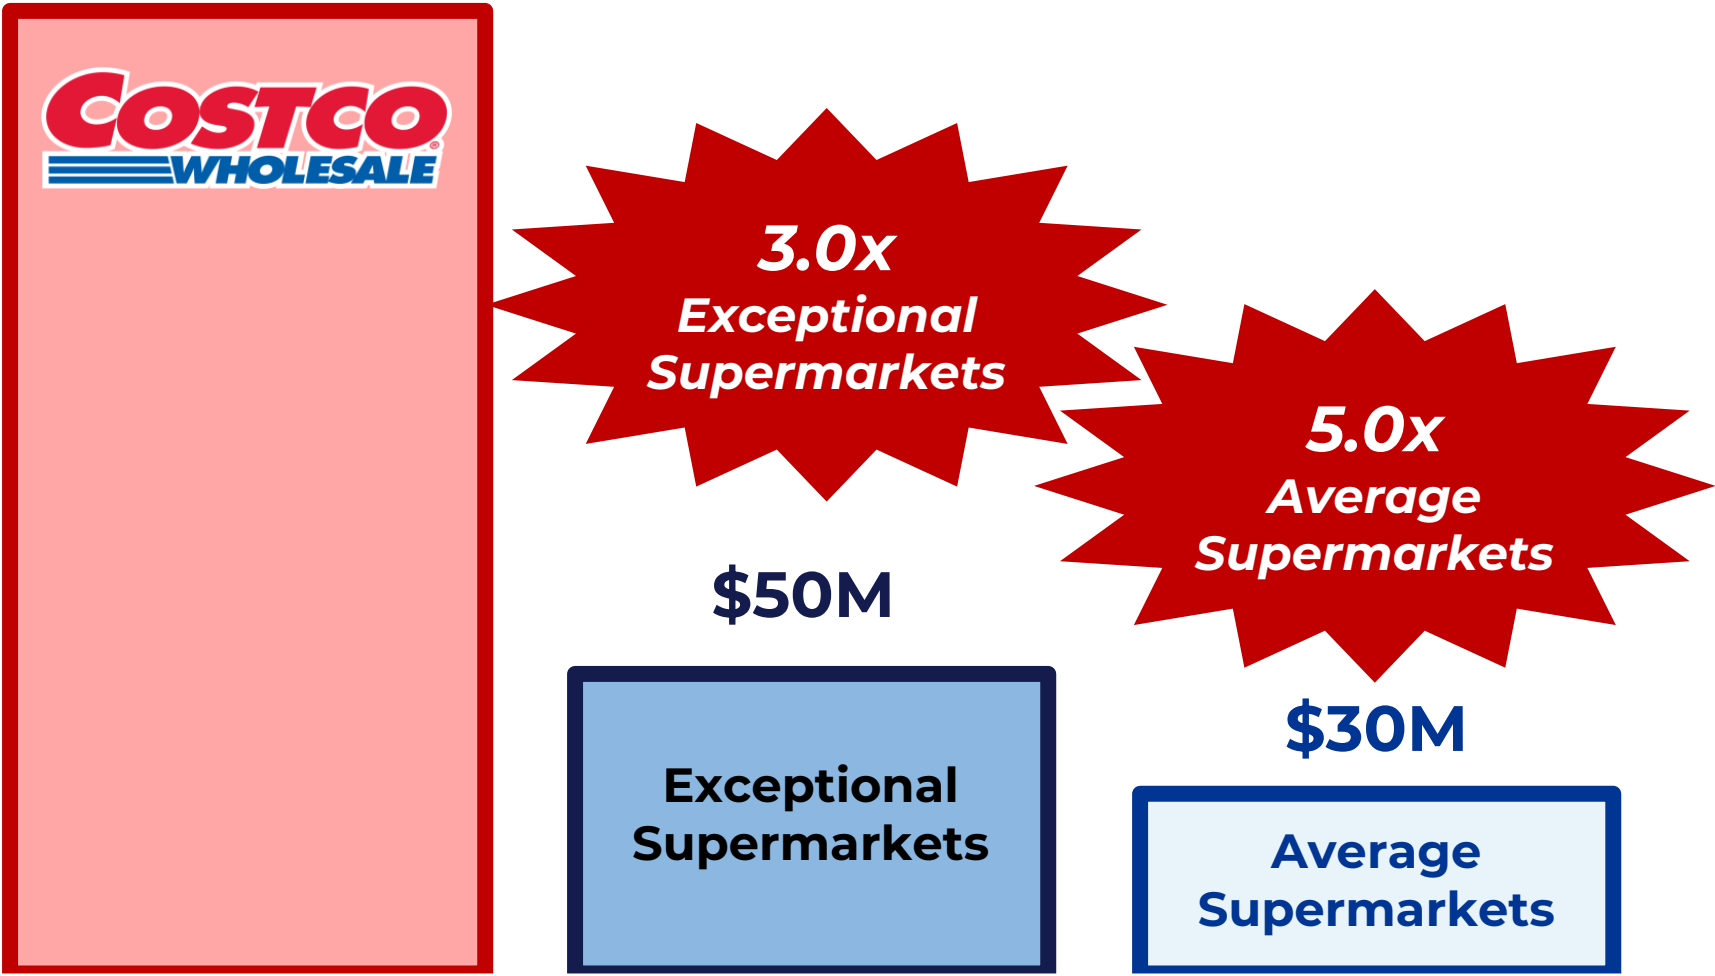 COSTCO
WHOLESALE
3.0x
Exceptional
Supermarkets
5.0x
Average
Supermarkets
$50M
$30M
Exceptional
Supermarkets
Average
Supermarkets